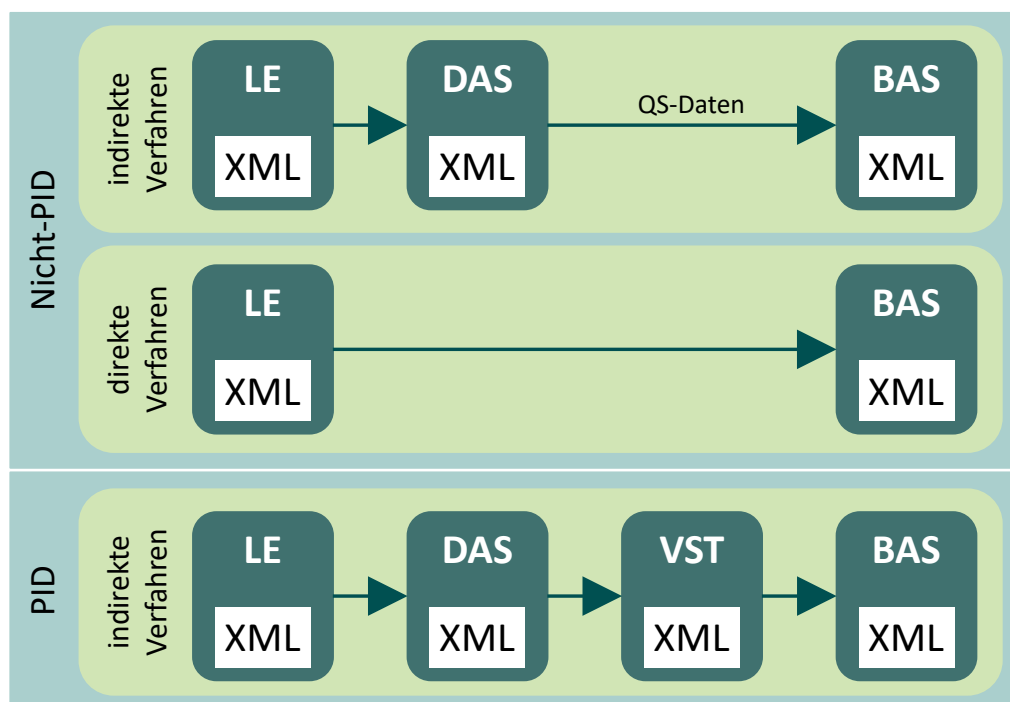 Nicht-PID
indirekte
Verfahren
LE
XML
DAS
XML
QS-Daten
BAS
XML
direkte
Verfahren
LE
XML
BAS
XML
PID
indirekte
Verfahren
LE
XML
DAS
XML
VST
XML
BAS
XML